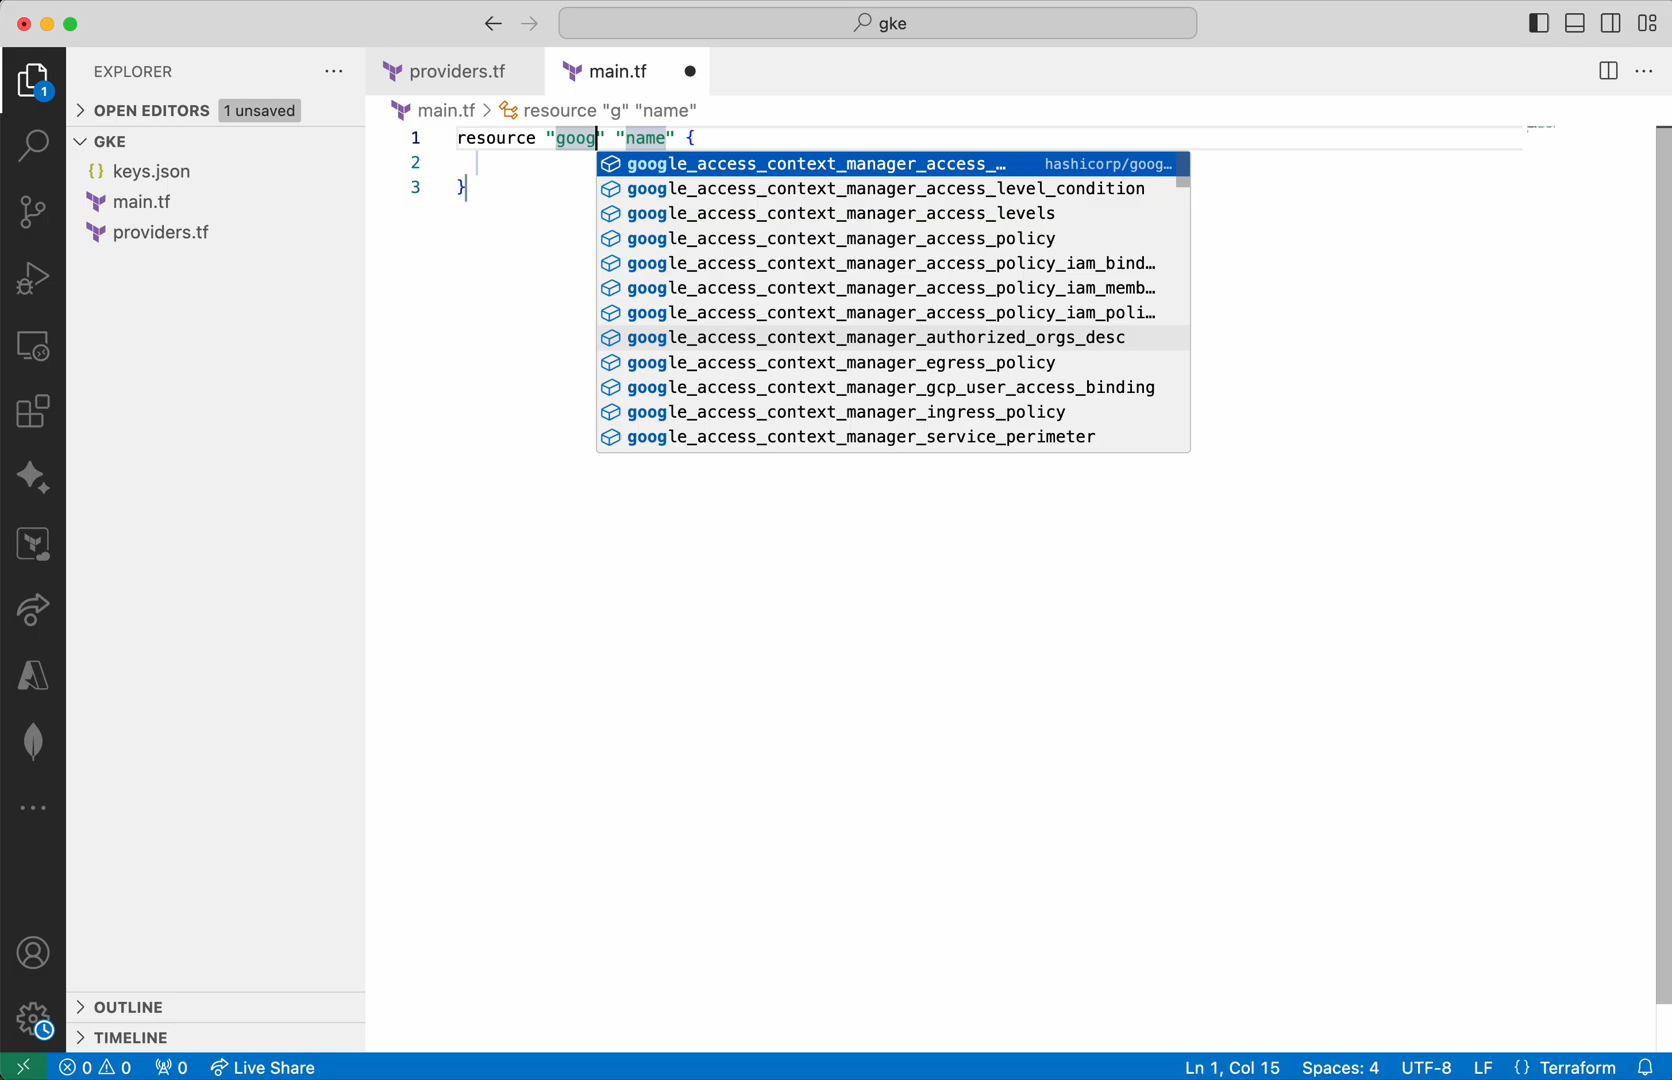 gke
EXPLORER
providers.tf
main.tf
1
OPEN EDITORS 1 unsaved
main.tf > resource "g" "name"
GKE
keys.json
main.tf
providers.tf
1 resource "goog" "name" {
2
3 }
google_access_context_manager_access_… hashicorp/goog…
google_access_context_manager_access_level_condition
google_access_context_manager_access_levels
google_access_context_manager_access_policy
google_access_context_manager_access_policy_iam_bind…
google_access_context_manager_access_policy_iam_memb…
google_access_context_manager_access_policy_iam_poli…
google_access_context_manager_authorized_orgs_desc
google_access_context_manager_egress_policy
google_access_context_manager_gcp_user_access_binding
google_access_context_manager_ingress_policy
google_access_context_manager_service_perimeter
OUTLINE
TIMELINE
0 0 0 Live Share Ln 1, Col 15 Spaces: 4 UTF-8 LF {} Terraform